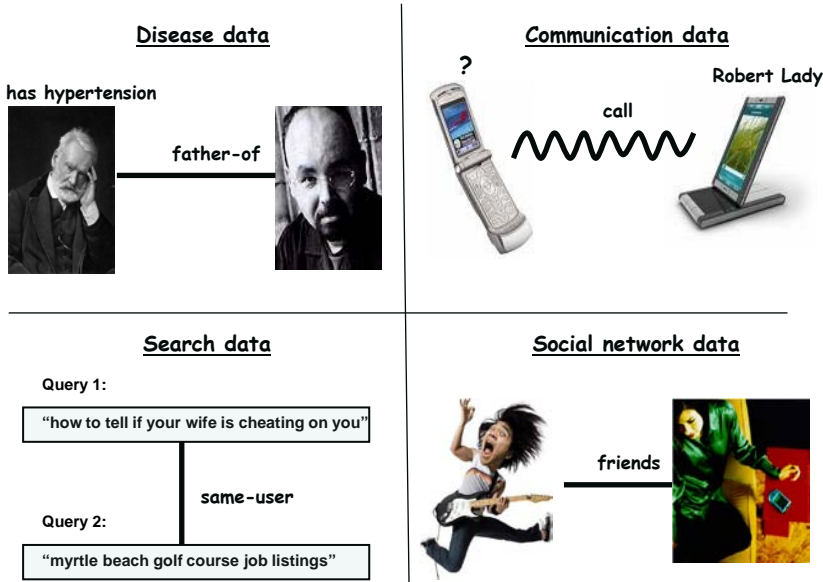 Disease data
has hypertension
father-of
Communication data
?
Robert Lady
call
Search data
Query 1:
“how to tell if your wife is cheating on you”
same-user
Query 2:
“myrtle beach golf course job listings”
Social network data
friends